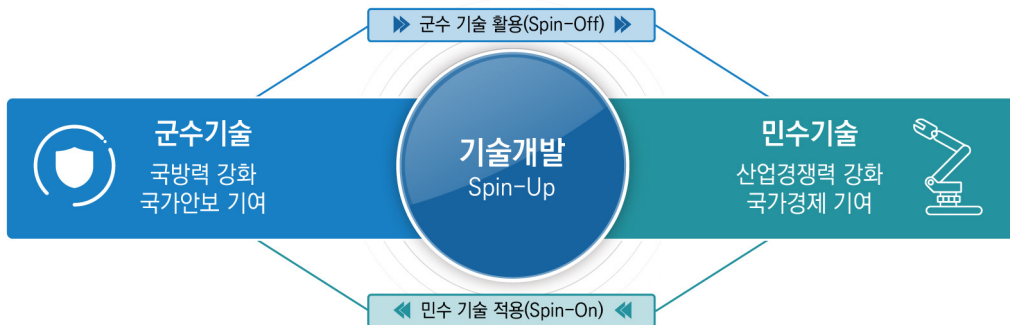 군수 기술 활용(Spin-Off)
군수기술
국방력 강화
국가안보 기여
기술개발
Spin-Up
민수기술
산업경쟁력 강화
국가경제 기여
민수 기술 적용(Spin-On)